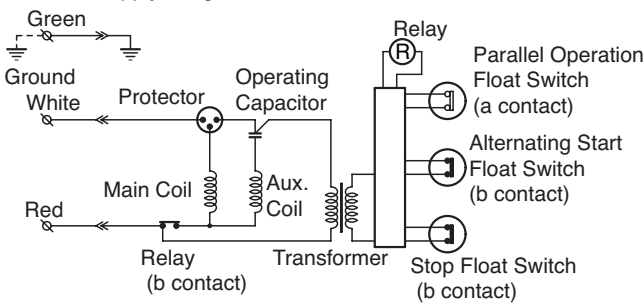 Green
Ground
White
Protector
Operating
Capacitor
Relay
R
Parallel Operation
Float Switch
(a contact)
Alternating Start
Float Switch
(b contact)
Main Coil
Aux.
Coil
Red
Relay
(b contact)
Transformer
Stop Float Switch
(b contact)